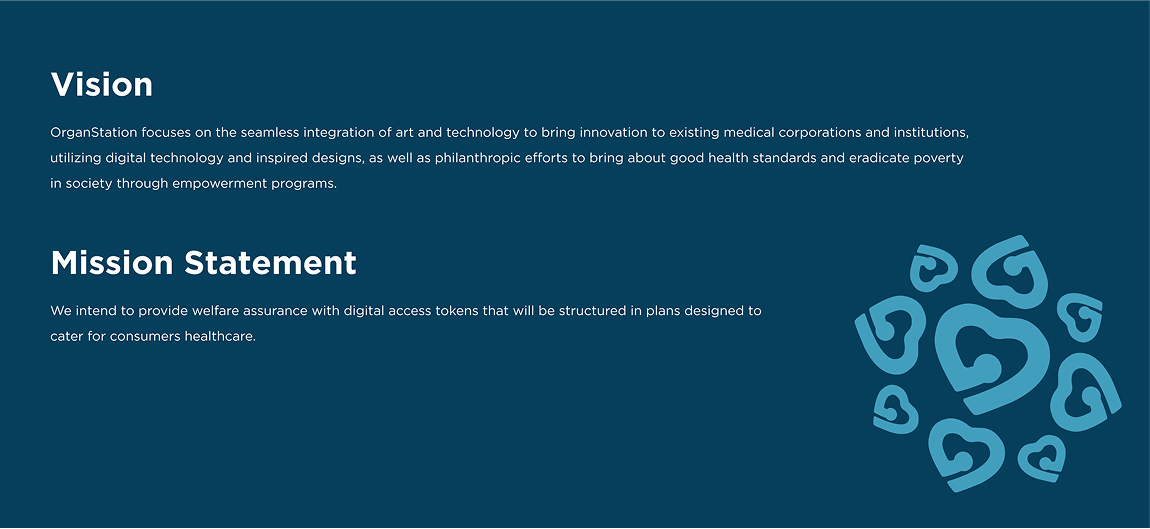 Vision
OrganStation focuses on the seamless integration of art and technology to bring innovation to existing medical corporations and institutions,
utilizing digital technology and inspired designs, as well as philanthropic efforts to bring about good health standards and eradicate poverty
in society through empowerment programs.
Mission Statement
We intend to provide welfare assurance with digital access tokens that will be structured in plans designed to
cater for consumers healthcare.